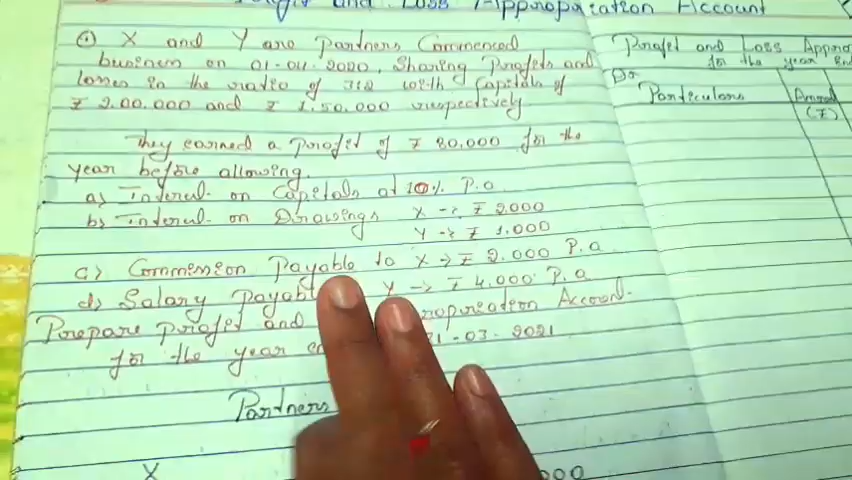 and Loss Appropriation Account
X and Y are Partners Commenced
business on 01-04-2020, Sharing Profits and
losses in the ratio of 3:2 with Capitals of
₹ 2,00,000 and ₹ 1,50,000 respectively
They earned a profit of ₹ 80,000 for the
year before allowing.
a) Interest on Capitals at 10% P.a
b) Interest on Drawings X → ₹ 2,000
Y → ₹ 1,000
c) Commission Payable to X → ₹ 2,000 P.a
d) Salary Payable Y → ₹ 4,000 P.a
Prepare profit and Account.
for the year 31-03-2021
Partners
X 000
Profit and Loss Appro
for the year
Dr
Particulars Amount
(₹)